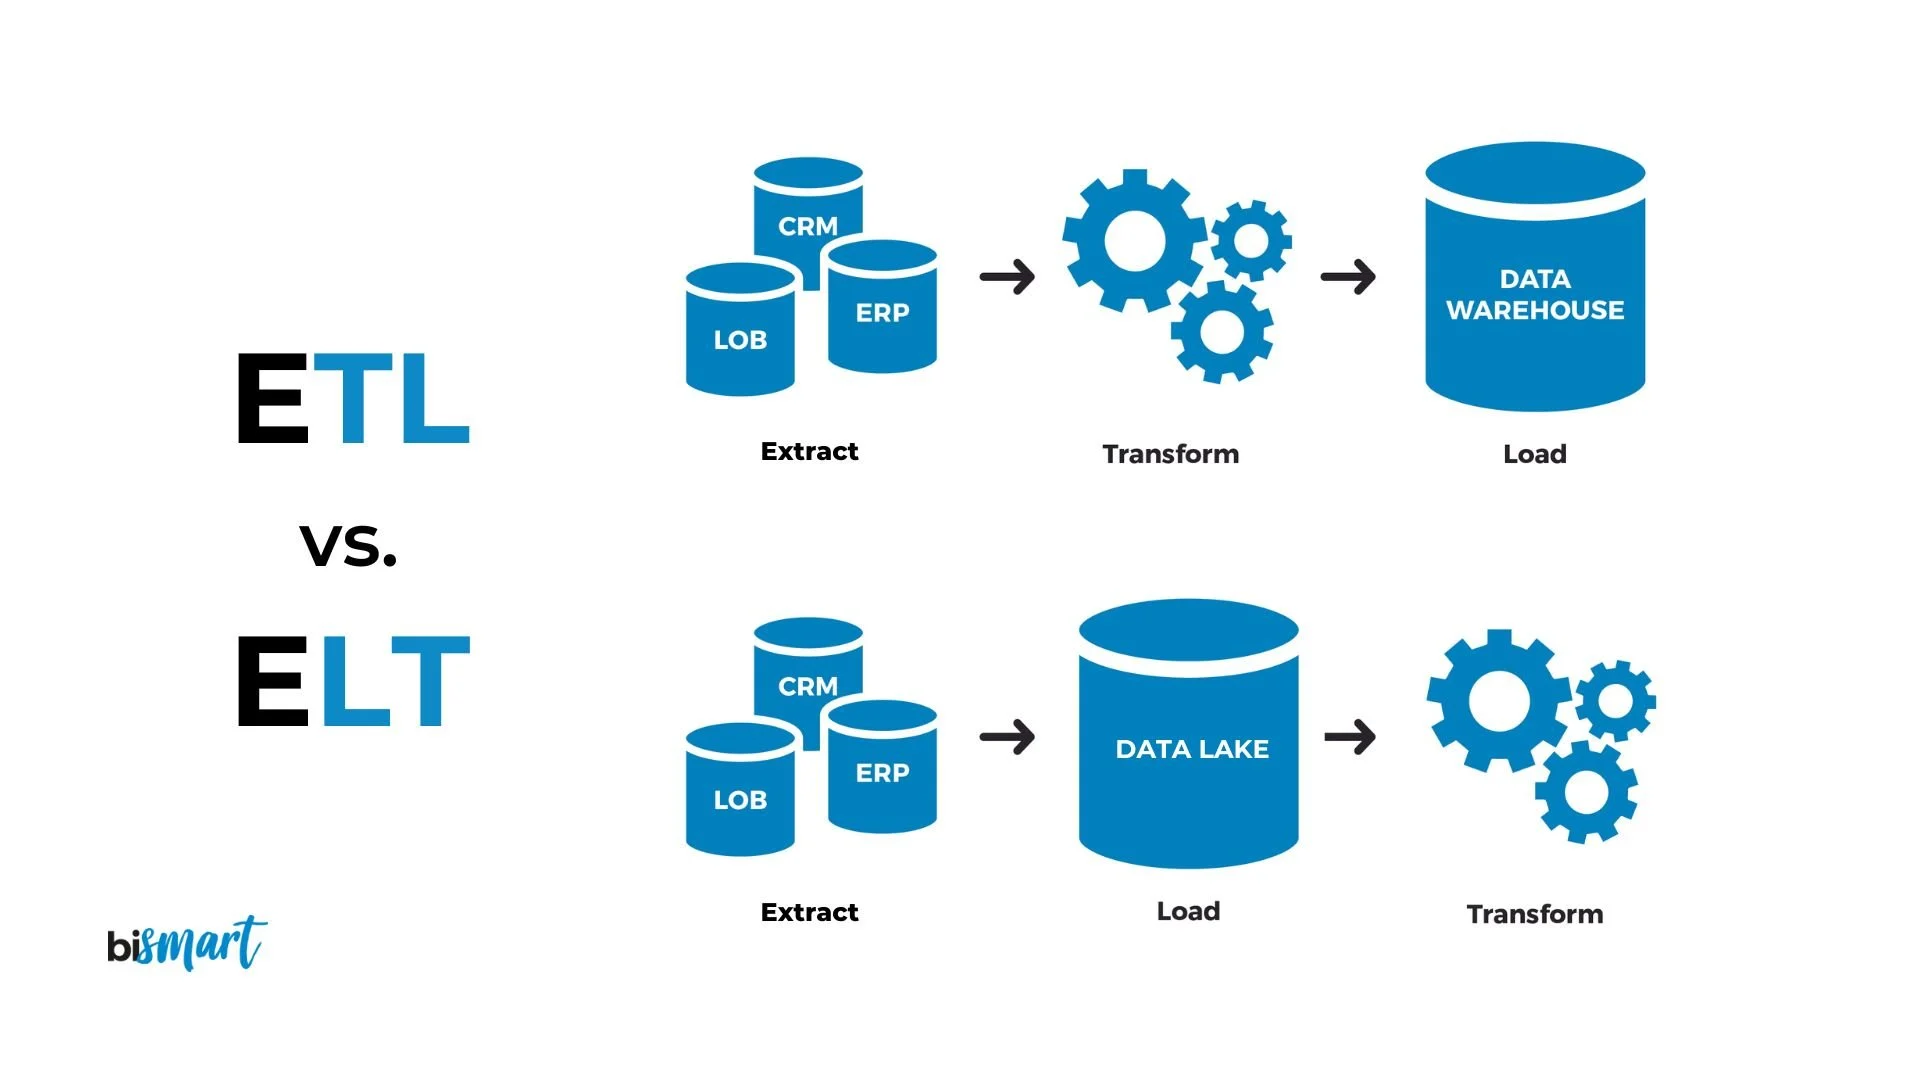 ETL
vs.
ELT
CRM
LOB
ERP
DATA
WAREHOUSE
Extract
Transform
Load
CRM
LOB
ERP
DATA LAKE
Extract
Load
Transform
bismart